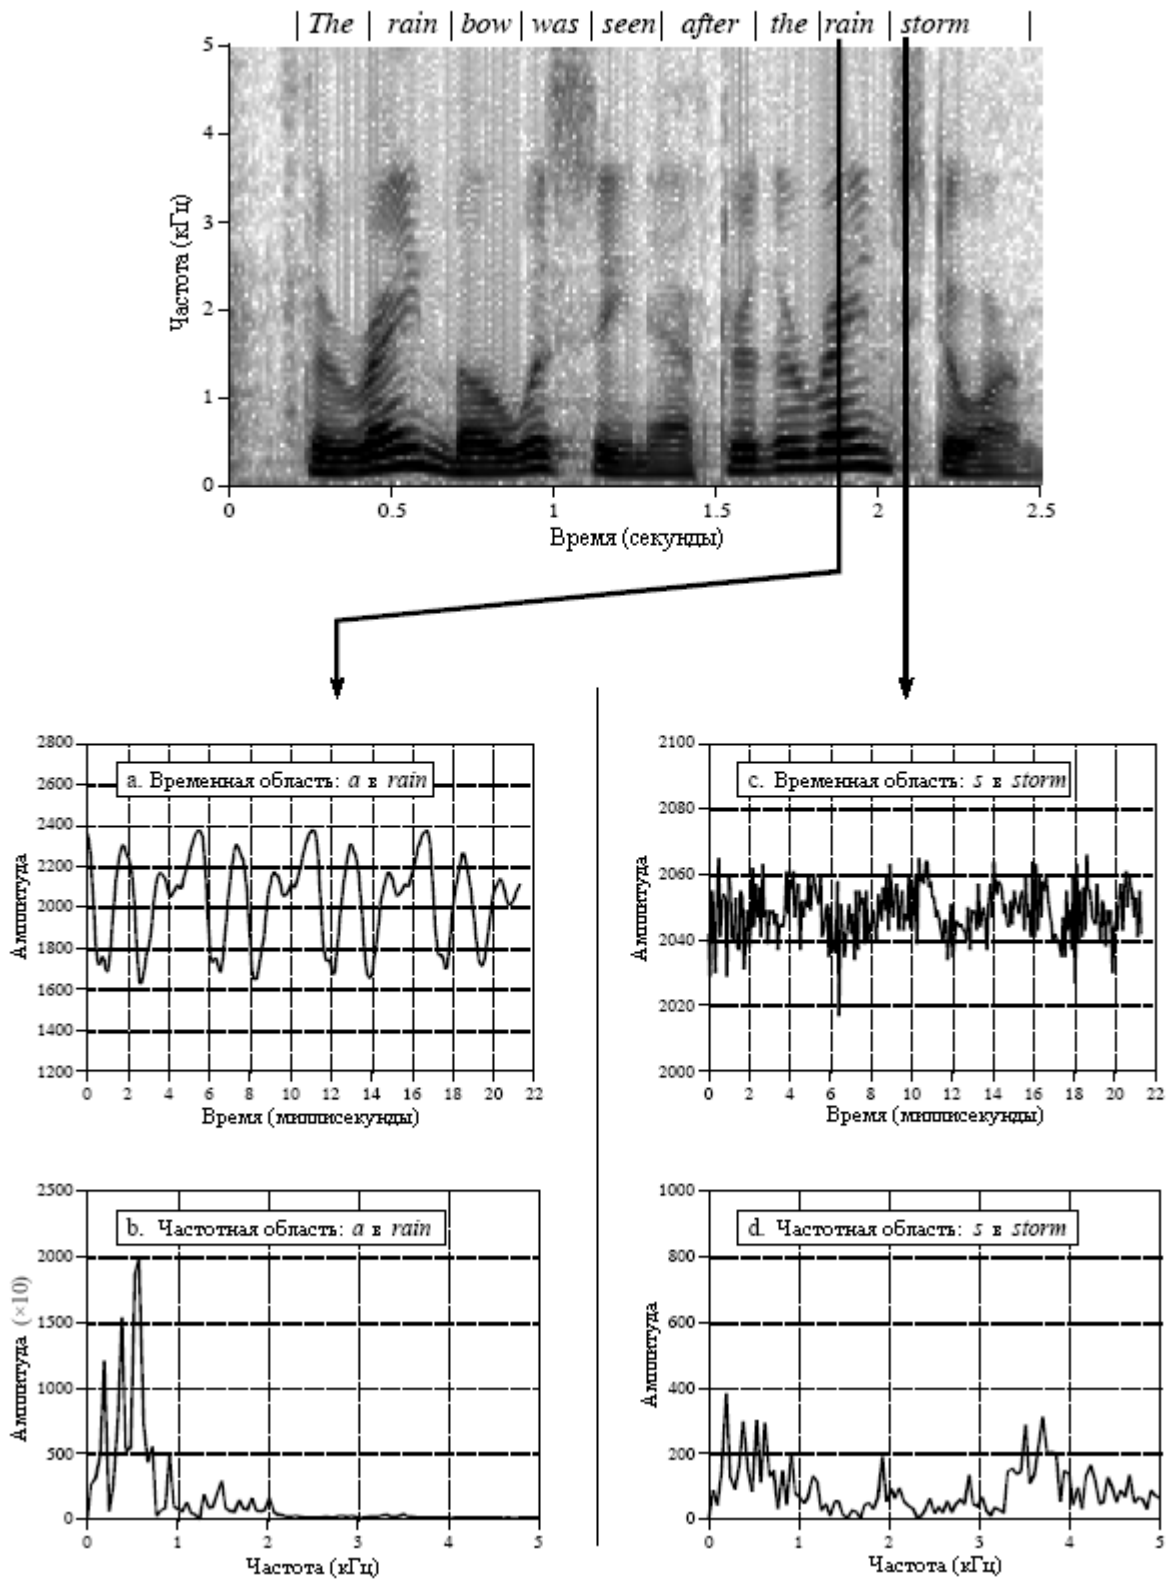 | The | rain | bow | was | seen | after | the | rain | storm |
5
4
3
2
1
0
Частота (кГц)
0 0.5 1 1.5 2 2.5
Время (секунды)
2800
2600
2400
2200
2000
1800
1600
1400
1200
Амплитуда
a. Временная область: a в rain
0 2 4 6 8 10 12 14 16 18 20 22
Время (миллисекунды)
2100
2080
2060
2040
2020
2000
Амплитуда
c. Временная область: s в storm
0 2 4 6 8 10 12 14 16 18 20 22
Время (миллисекунды)
2500
2000
1500
1000
500
0
Амплитуда (×10)
b. Частотная область: a в rain
0 1 2 3 4 5
Частота (кГц)
1000
800
600
400
200
0
Амплитуда
d. Частотная область: s в storm
0 1 2 3 4 5
Частота (кГц)